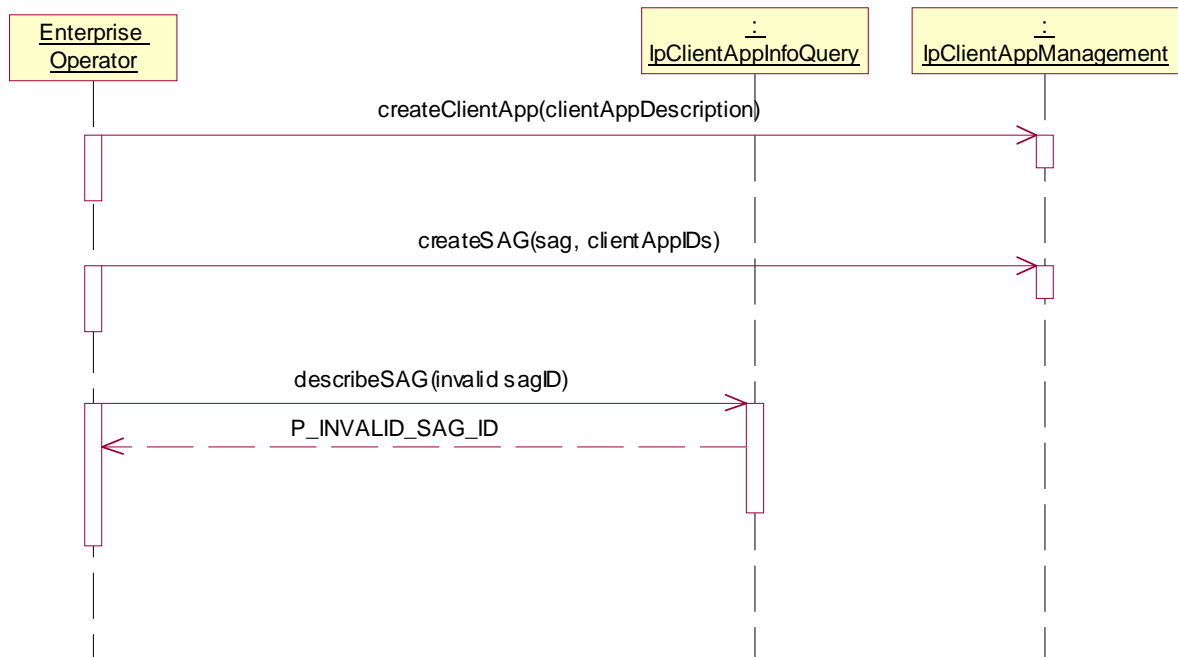 Enterprise
Operator
:
IpClientAppInfoQuery
:
IpClientAppManagement
createClientApp(clientAppDescription)
createSAG(sag, clientAppIDs)
describeSAG(invalid sagID)
P_INVALID_SAG_ID